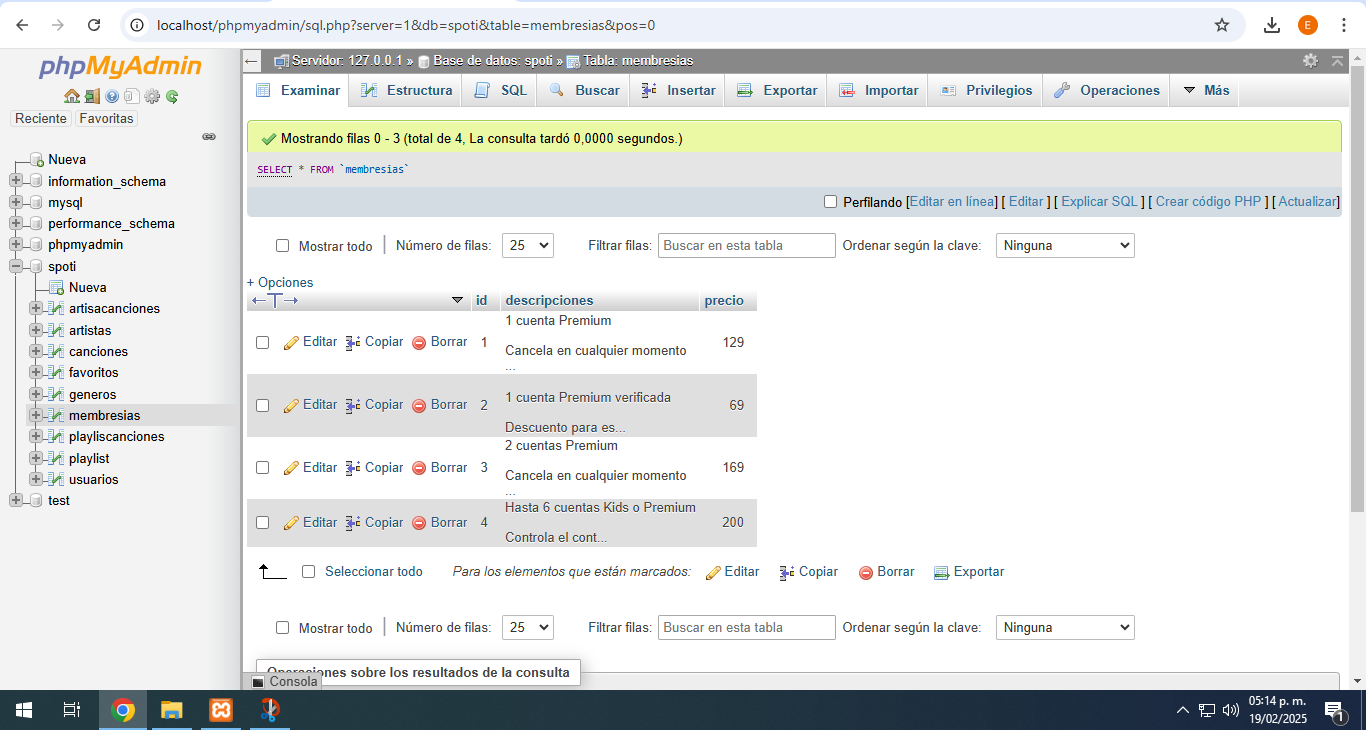 localhost/phpmyadmin/sql.php?server=1&db=spoti&table=membresias&pos=0
E
phpMyAdmin
Reciente Favoritas
Nueva
information_schema
mysql
performance_schema
phpmyadmin
spoti
Nueva
artisacanciones
artistas
canciones
favoritos
generos
membresias
playliscanciones
playlist
usuarios
test
Servidor: 127.0.0.1 » Base de datos: spoti » Tabla: membresias
Examinar Estructura SQL Buscar Insertar Exportar Importar Privilegios Operaciones Más
Mostrando filas 0 - 3 (total de 4, La consulta tardó 0,0000 segundos.)
SELECT * FROM `membresias`
Perfilando [Editar en línea] [ Editar ] [ Explicar SQL ] [ Crear código PHP ] [ Actualizar]
Mostrar todo Número de filas: 25 Filtrar filas: Buscar en esta tabla Ordenar según la clave: Ninguna
+ Opciones
←T→ id descripciones precio
1 cuenta Premium
Editar Copiar Borrar 1 Cancela en cualquier momento 129
...
1 cuenta Premium verificada
Editar Copiar Borrar 2 69
Descuento para es...
2 cuentas Premium
Editar Copiar Borrar 3 Cancela en cualquier momento 169
...
Hasta 6 cuentas Kids o Premium
Editar Copiar Borrar 4 200
Controla el cont...
Seleccionar todo Para los elementos que están marcados: Editar Copiar Borrar Exportar
Mostrar todo Número de filas: 25 Filtrar filas: Buscar en esta tabla Ordenar según la clave: Ninguna
Operaciones sobre los resultados de la consulta
Consola
05:14 p. m.
19/02/2025
1